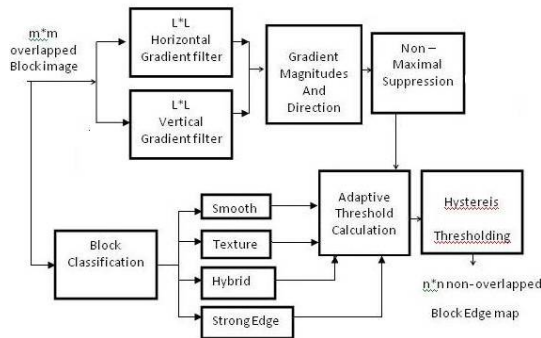 m*m
overlapped
Block image
L*L
Horizontal
Gradient filter
L*L
Vertical
Gradient filter
Gradient
Magnitudes
And
Direction
Non –
Maximal
Suppression
Block
Classification
Smooth
Texture
Hybrid
Strong Edge
Adaptive
Threshold
Calculation
Hystereis
Thresholding
n*n non-overlapped
Block Edge map